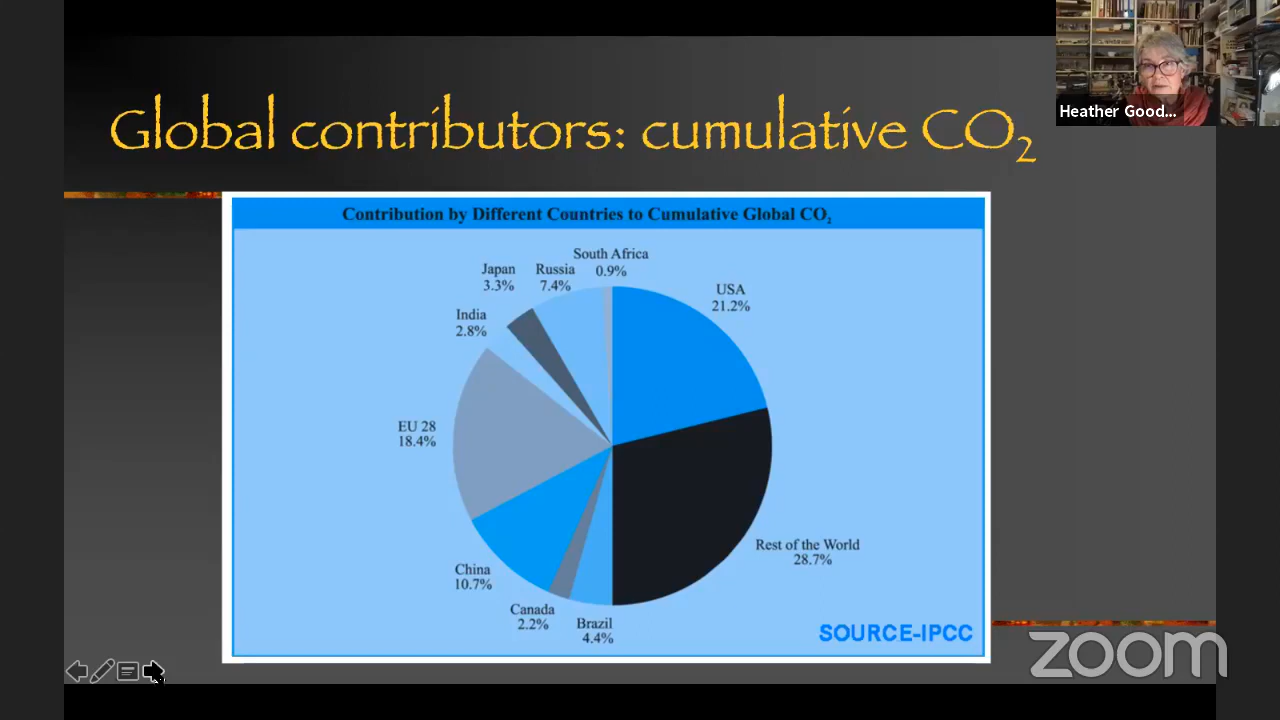 Heather Good...
Global contributors: cumulative CO₂
Contribution by Different Countries to Cumulative Global CO₂
South Africa
0.9%
Japan
3.3%
Russia
7.4%
USA
21.2%
India
2.8%
EU 28
18.4%
Rest of the World
28.7%
China
10.7%
Canada
2.2%
Brazil
4.4%
SOURCE-IPCC
zoom